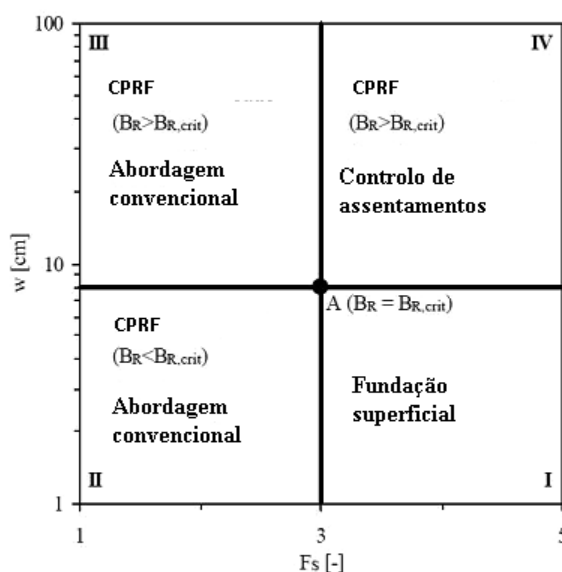 100
III
IV
CPRF
(BR>BR,crit)
Abordagem
convencional
CPRF
(BR>BR,crit)
Controlo de
assentamentos
w [cm]
10
A (BR = BR,crit)
CPRF
(BR<BR,crit)
Abordagem
convencional
Fundação
superficial
II
I
1
1
3
5
Fs [-]